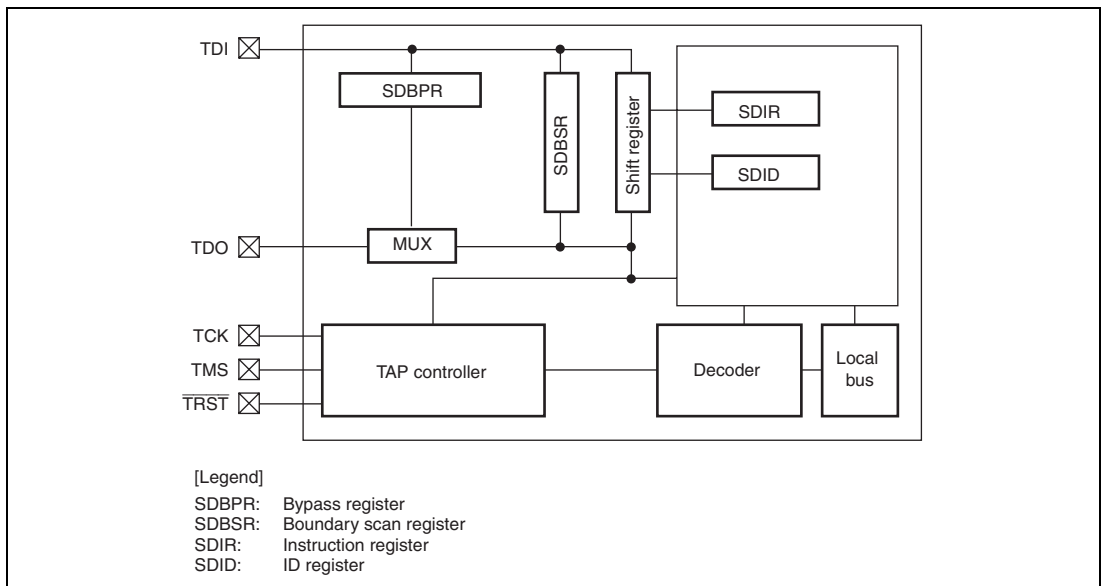 TDI
SDBPR
SDBSR
Shift register
SDIR
SDID
TDO
MUX
TCK
TMS
TRST
TAP controller
Decoder
Local
bus
[Legend]
SDBPR: Bypass register
SDBSR: Boundary scan register
SDIR: Instruction register
SDID: ID register